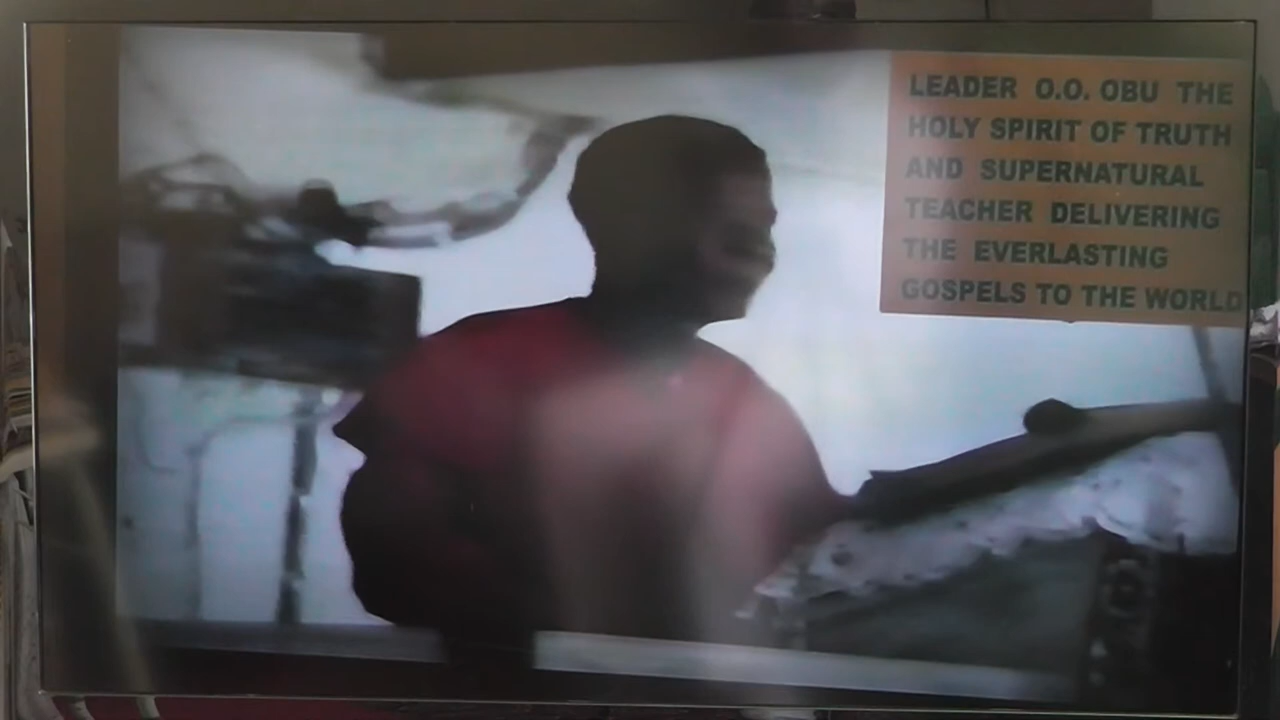 LEADER O.O. OBU THE
HOLY SPIRIT OF TRUTH
AND SUPERNATURAL
TEACHER DELIVERING
THE EVERLASTING
GOSPELS TO THE WORLD